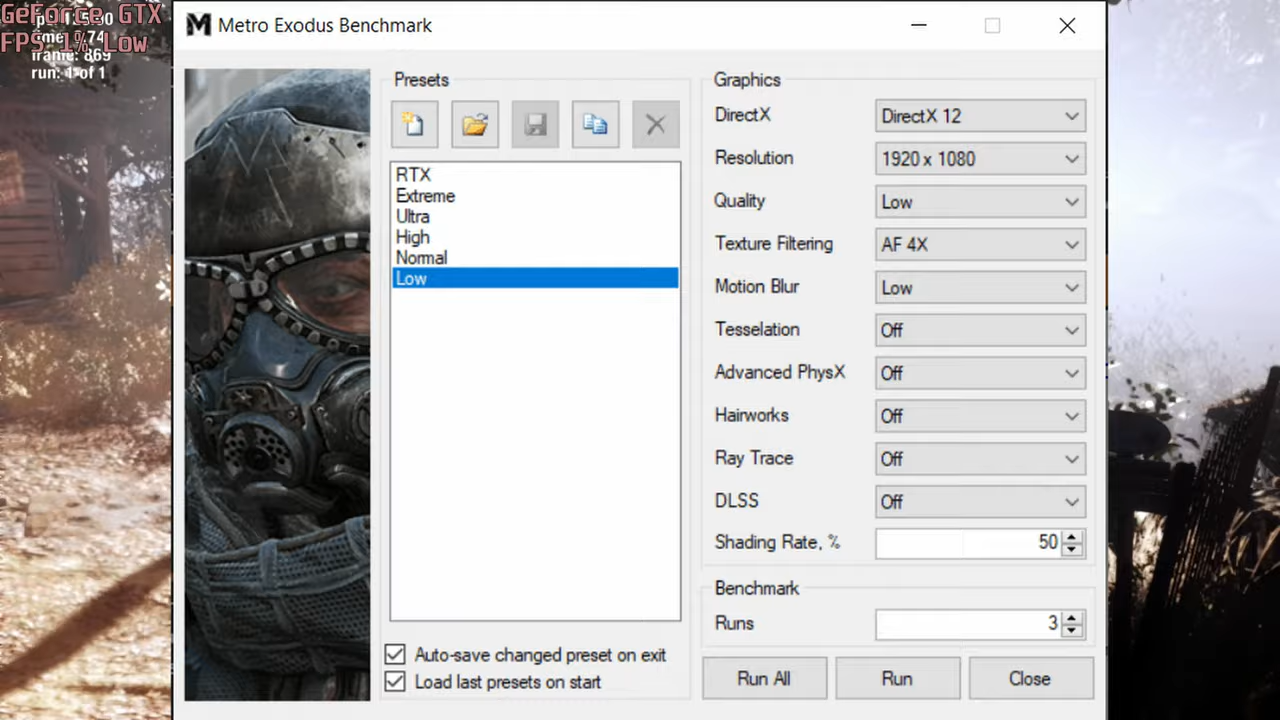 GeForce GTX
FPS 1% Low
frame: 869
run: 1 of 1
Metro Exodus Benchmark
Presets
RTX
Extreme
Ultra
High
Normal
Low
Auto-save changed preset on exit
Load last presets on start
Graphics
DirectX DirectX 12
Resolution 1920 x 1080
Quality Low
Texture Filtering AF 4X
Motion Blur Low
Tesselation Off
Advanced PhysX Off
Hairworks Off
Ray Trace Off
DLSS Off
Shading Rate, % 50
Benchmark
Runs 3
Run All Run Close